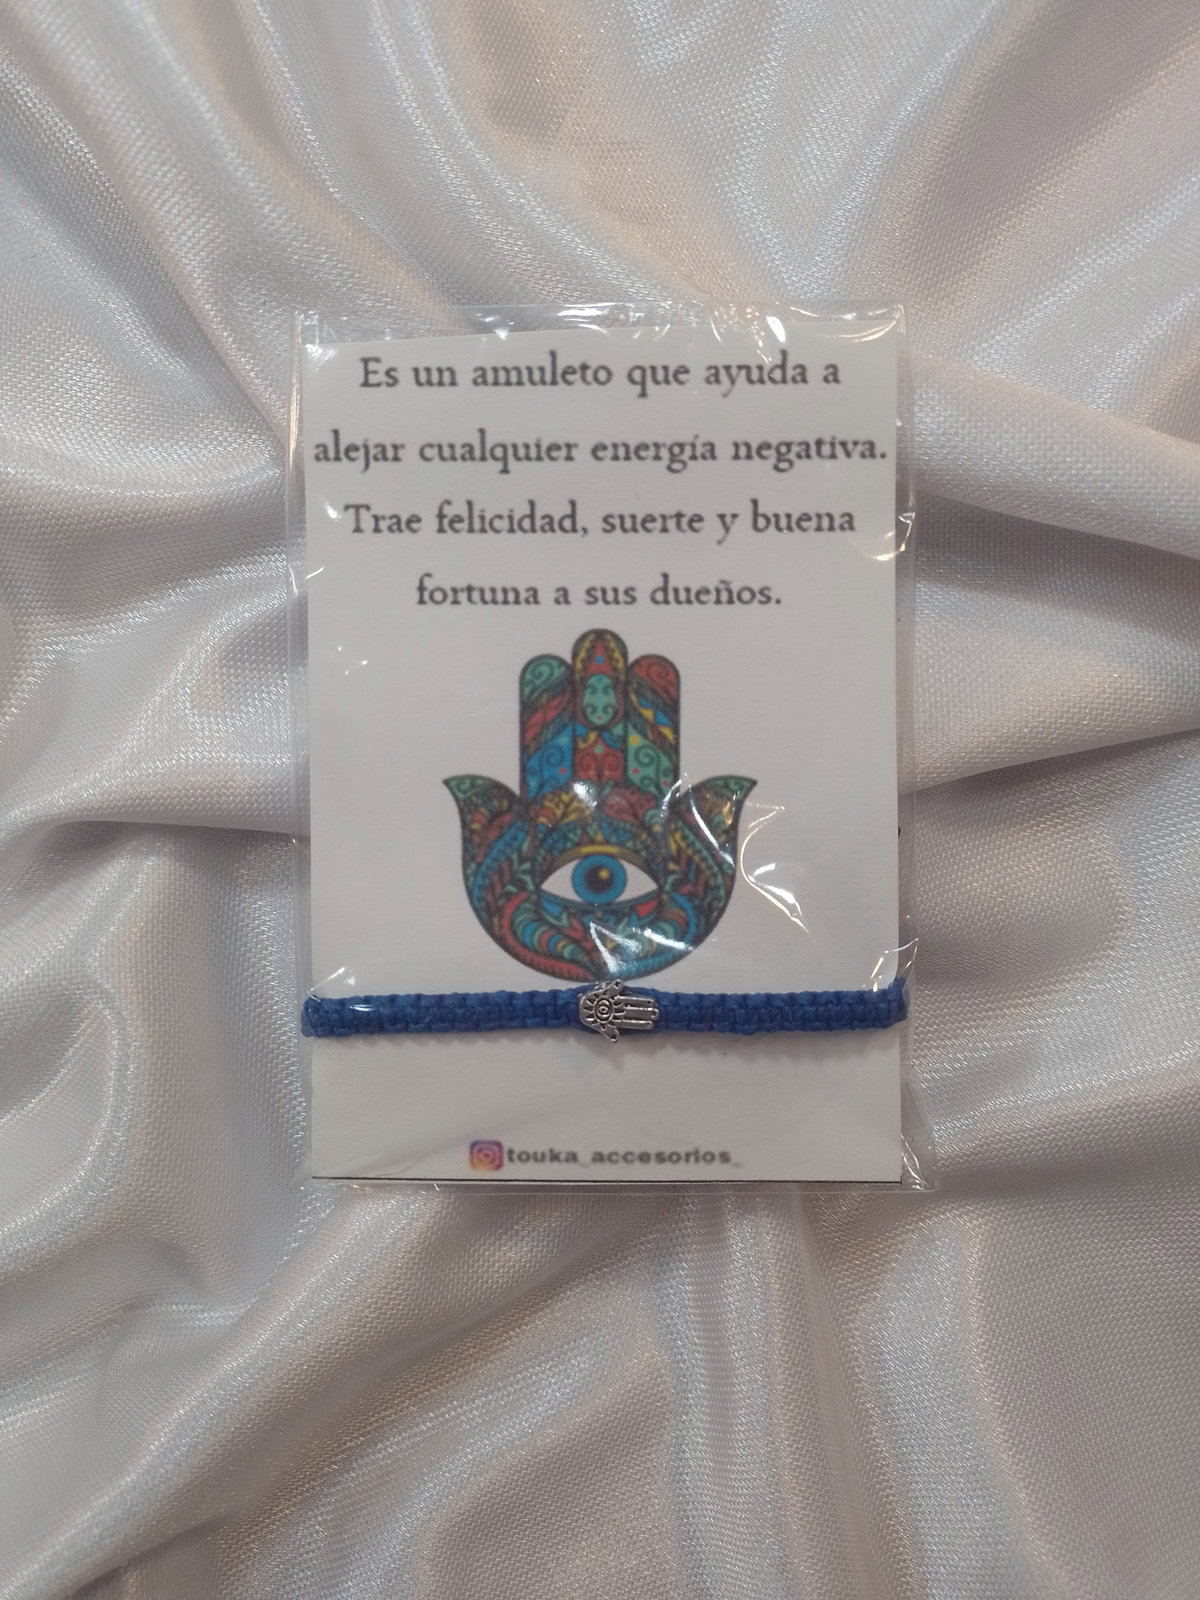 Es un amuleto que ayuda a
alejar cualquier energía negativa.
Trae felicidad, suerte y buena
fortuna a sus dueños.
touka_accesorios_